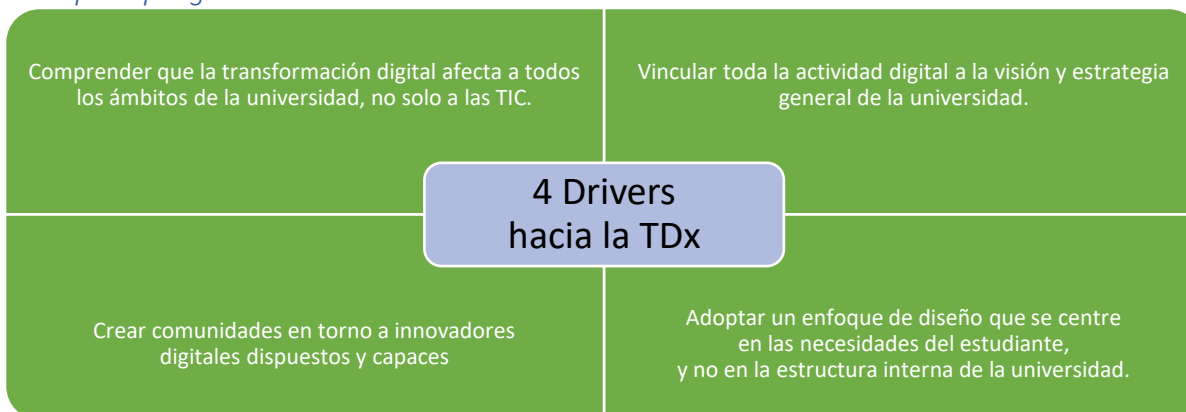 Comprender que la transformación digital afecta a todos
los ámbitos de la universidad, no solo a las TIC.
Vincular toda la actividad digital a la visión y estrategia
general de la universidad.
4 Drivers
hacia la TDx
Crear comunidades en torno a innovadores
digitales dispuestos y capaces
Adoptar un enfoque de diseño que se centre
en las necesidades del estudiante,
y no en la estructura interna de la universidad.